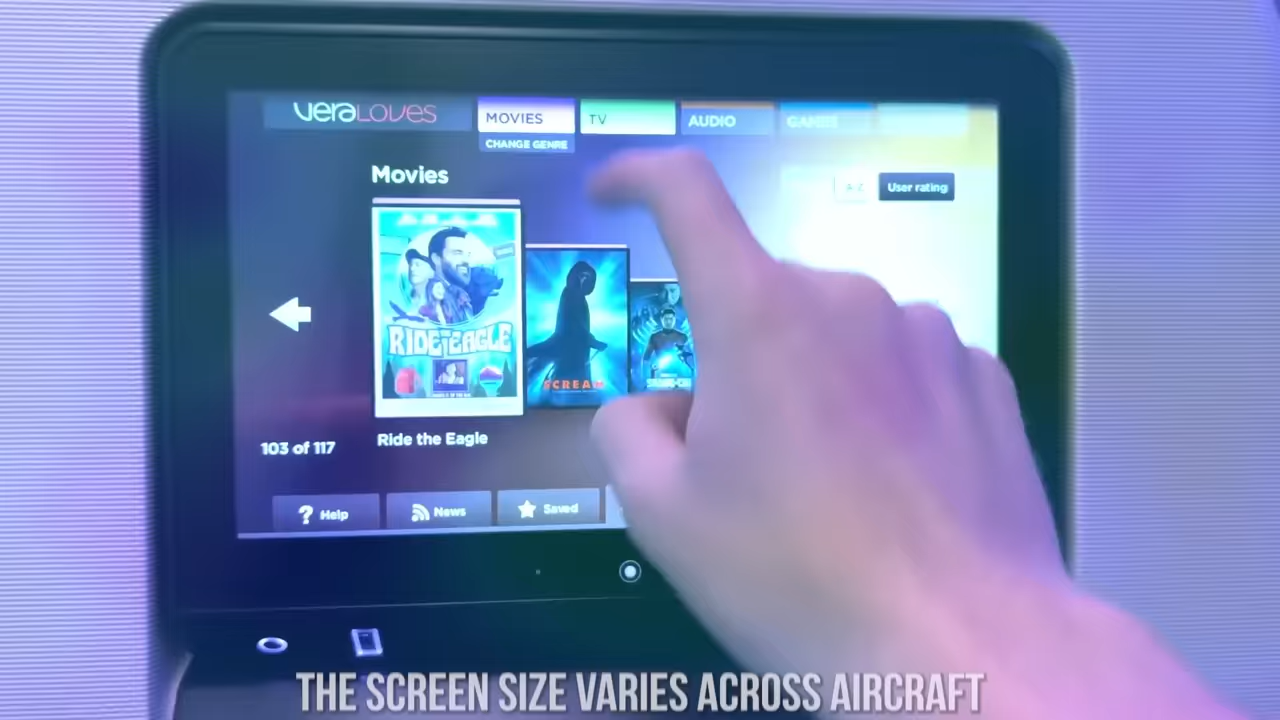 veraLOVES
MOVIES
TV
AUDIO
GAMES
CHANGE GENRE
Movies
A-Z
User rating
RIDE THE EAGLE
SCREAM
103 of 117
Ride the Eagle
? Help
News
Saved
THE SCREEN SIZE VARIES ACROSS AIRCRAFT